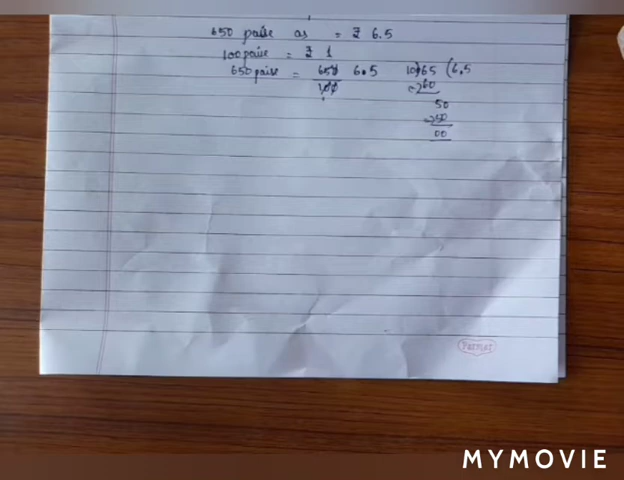 650 paise as = ₹ 6.5
100 paise = ₹ 1
650 paise = 650 6.5 10)65(6.5
100 (-)60
50
(-)50
00
PREMIER
MYMOVIE